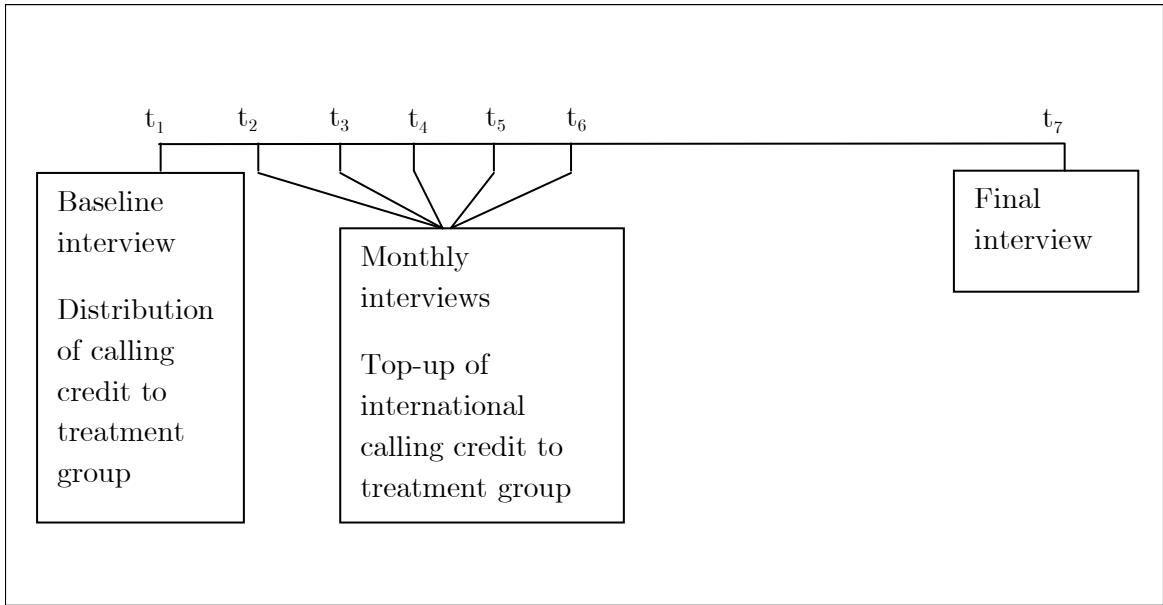 t₁ t₂ t₃ t₄ t₅ t₆ t₇
Baseline
interview
Distribution
of calling
credit to
treatment
group
Monthly
interviews
Top-up of
international
calling credit to
treatment group
Final
interview